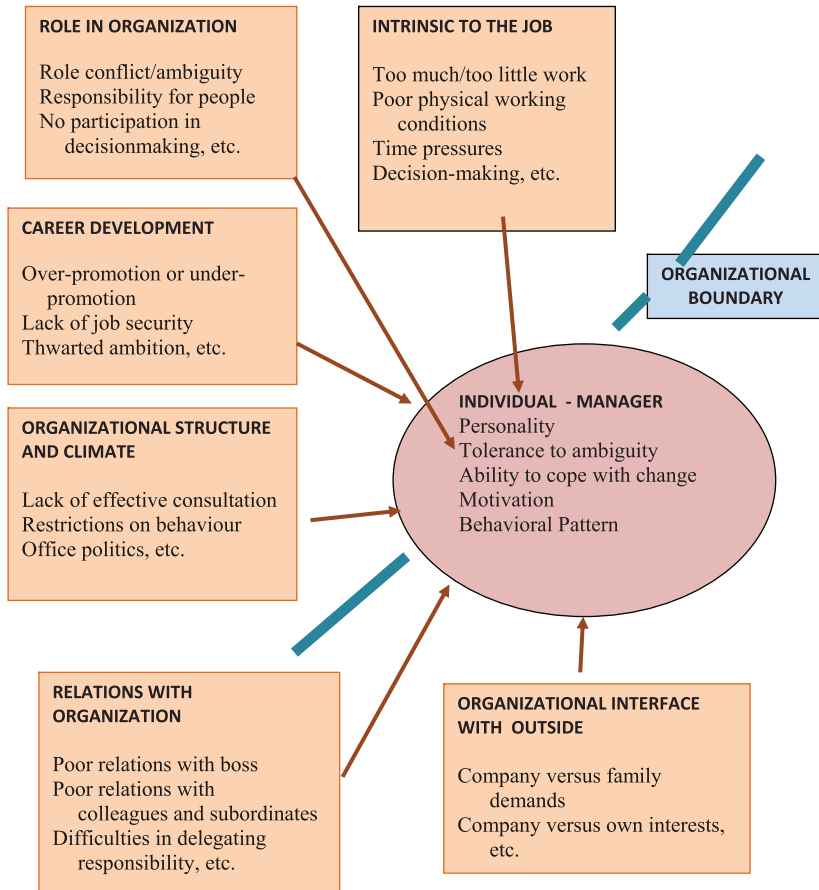 ROLE IN ORGANIZATION
Role conflict/ambiguity
Responsibility for people
No participation in
decisionmaking, etc.
INTRINSIC TO THE JOB
Too much/too little work
Poor physical working
conditions
Time pressures
Decision-making, etc.
CAREER DEVELOPMENT
Over-promotion or under-
promotion
Lack of job security
Thwarted ambition, etc.
ORGANIZATIONAL
BOUNDARY
INDIVIDUAL - MANAGER
Personality
Tolerance to ambiguity
Ability to cope with change
Motivation
Behavioral Pattern
ORGANIZATIONAL STRUCTURE
AND CLIMATE
Lack of effective consultation
Restrictions on behaviour
Office politics, etc.
RELATIONS WITH
ORGANIZATION
Poor relations with boss
Poor relations with
colleagues and subordinates
Difficulties in delegating
responsibility, etc.
ORGANIZATIONAL INTERFACE
WITH OUTSIDE
Company versus family
demands
Company versus own interests,
etc.